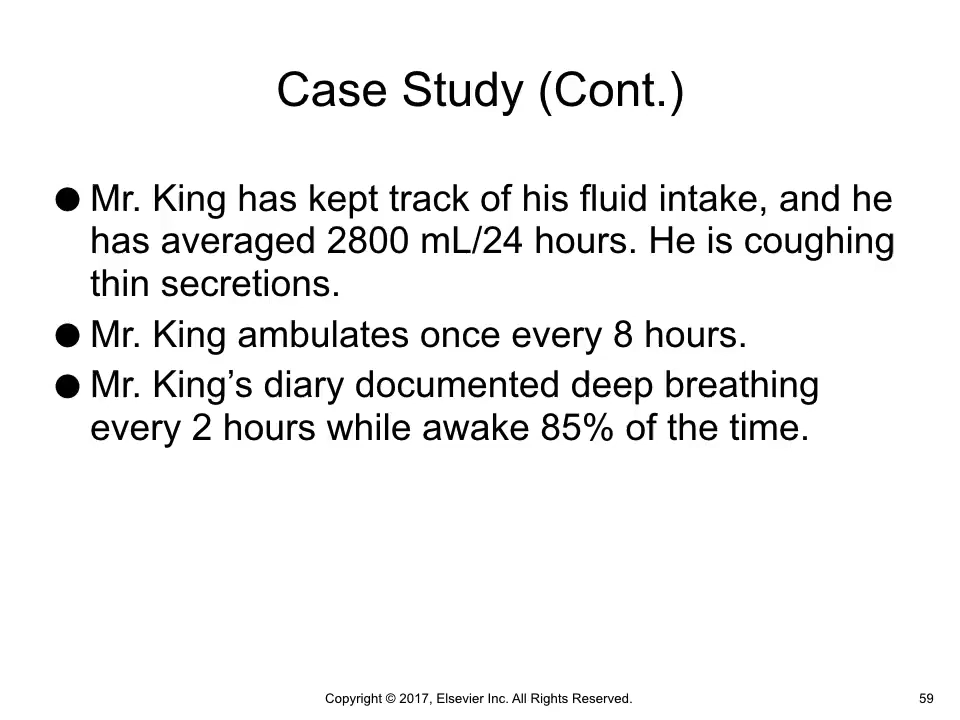 Case Study (Cont.)
● Mr. King has kept track of his fluid intake, and he
has averaged 2800 mL/24 hours. He is coughing
thin secretions.
● Mr. King ambulates once every 8 hours.
● Mr. King’s diary documented deep breathing
every 2 hours while awake 85% of the time.
Copyright © 2017, Elsevier Inc. All Rights Reserved.
59